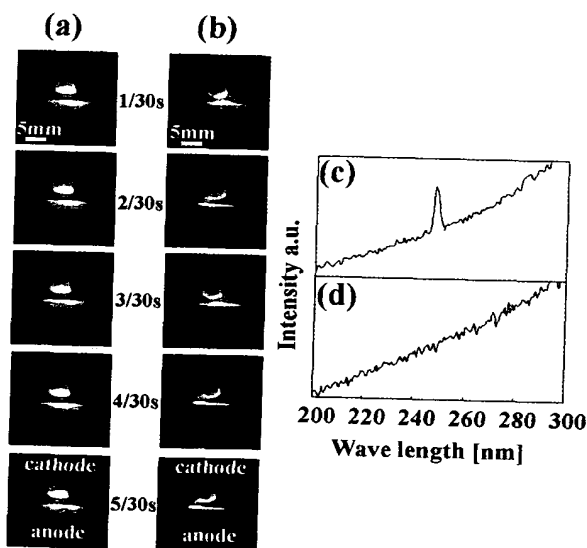 (a) (b)
1/30s
5mm 5mm
2/30s
3/30s
4/30s
cathode cathode
5/30s
anode anode
(c)
(d)
Intensity a.u.
200 220 240 260 280 300
Wave length [nm]